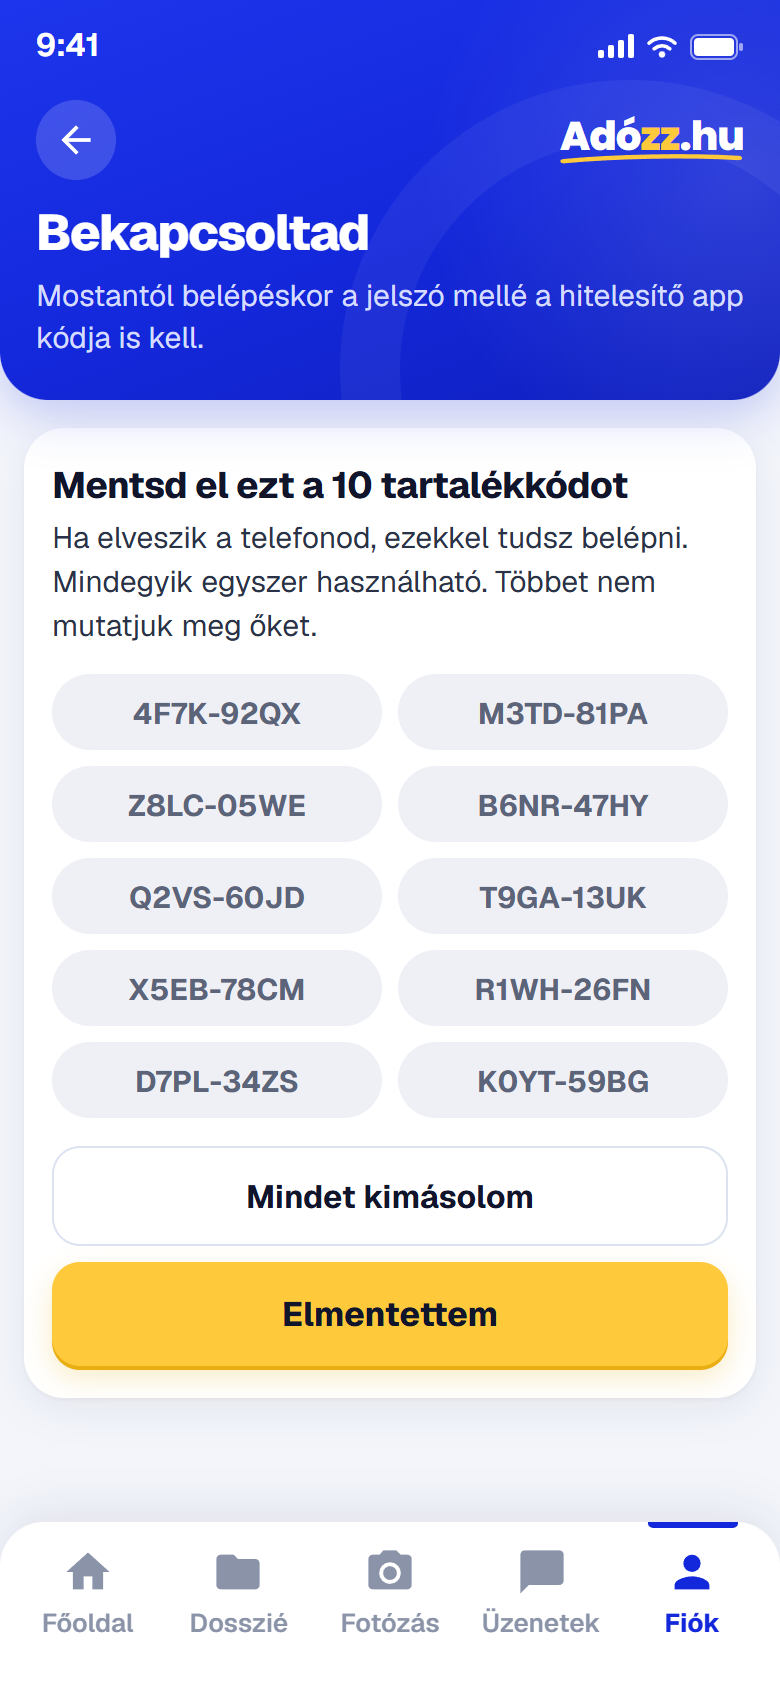 9:41
Adózz.hu
Bekapcsoltad
Mostantól belépéskor a jelszó mellé a hitelesítő app
kódja is kell.
Mentsd el ezt a 10 tartalékkódot
Ha elveszik a telefonod, ezekkel tudsz belépni.
Mindegyik egyszer használható. Többet nem
mutatjuk meg őket.
4F7K-92QX
M3TD-81PA
Z8LC-05WE
B6NR-47HY
Q2VS-60JD
T9GA-13UK
X5EB-78CM
R1WH-26FN
D7PL-34ZS
K0YT-59BG
Mindet kimásolom
Elmentettem
Főoldal
Dosszié
Fotózás
Üzenetek
Fiók